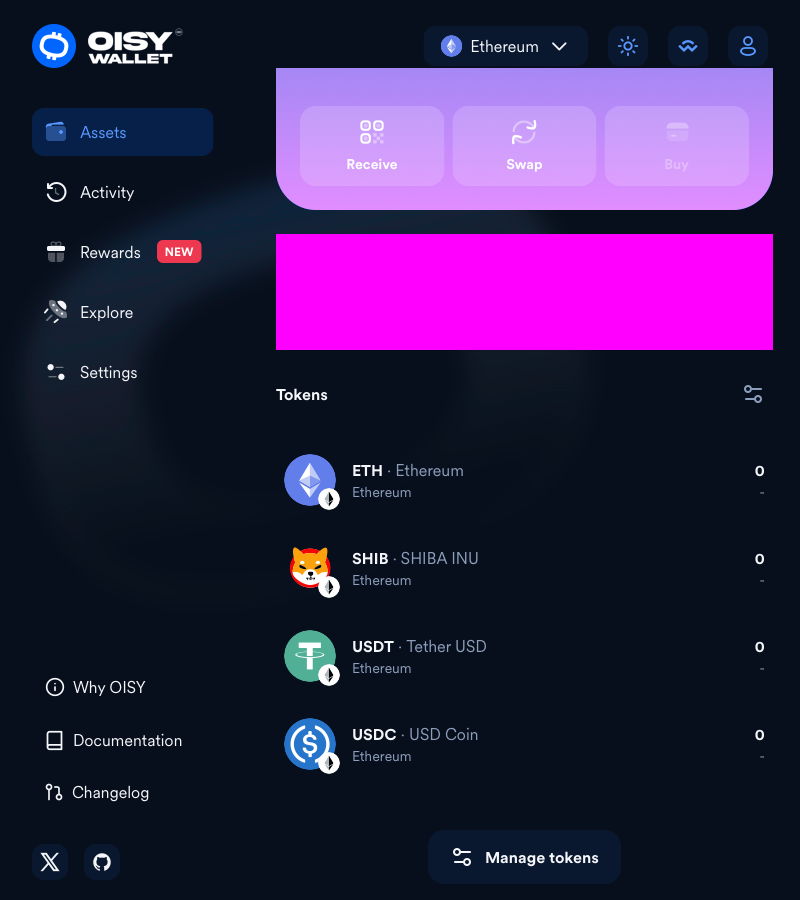 OISY
WALLET
Ethereum
Assets
Activity
Rewards NEW
Explore
Settings
Receive
Swap
Buy
Tokens
ETH · Ethereum
Ethereum
0
-
SHIB · SHIBA INU
Ethereum
0
-
USDT · Tether USD
Ethereum
0
-
USDC · USD Coin
Ethereum
0
-
Why OISY
Documentation
Changelog
Manage tokens